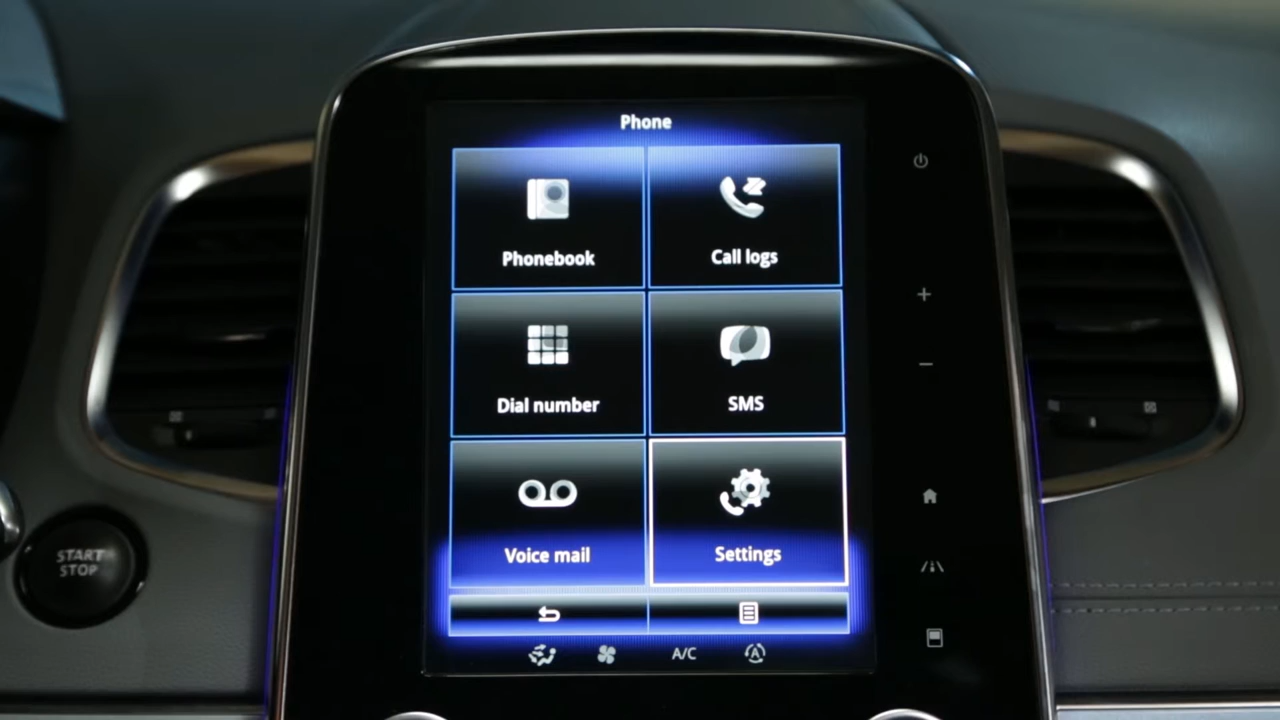 Phone
Phonebook
Call logs
Dial number
SMS
Voice mail
Settings
A/C
START
STOP